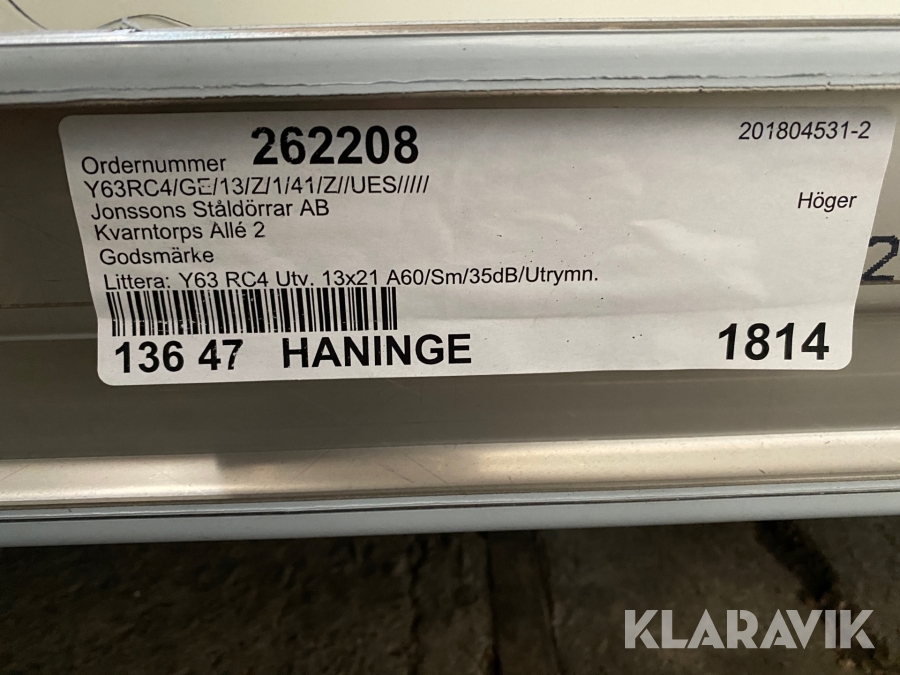 Ordernummer 262208
201804531-2
Y63RC4/GE/13/Z/1/41/Z//UES/////
Jonssons Ståldörrar AB
Höger
Kvarntorps Allé 2
Godsmärke
Littera: Y63 RC4 Utv. 13x21 A60/Sm/35dB/Utrymn.
136 47 HANINGE
1814
2
KLARAVIK